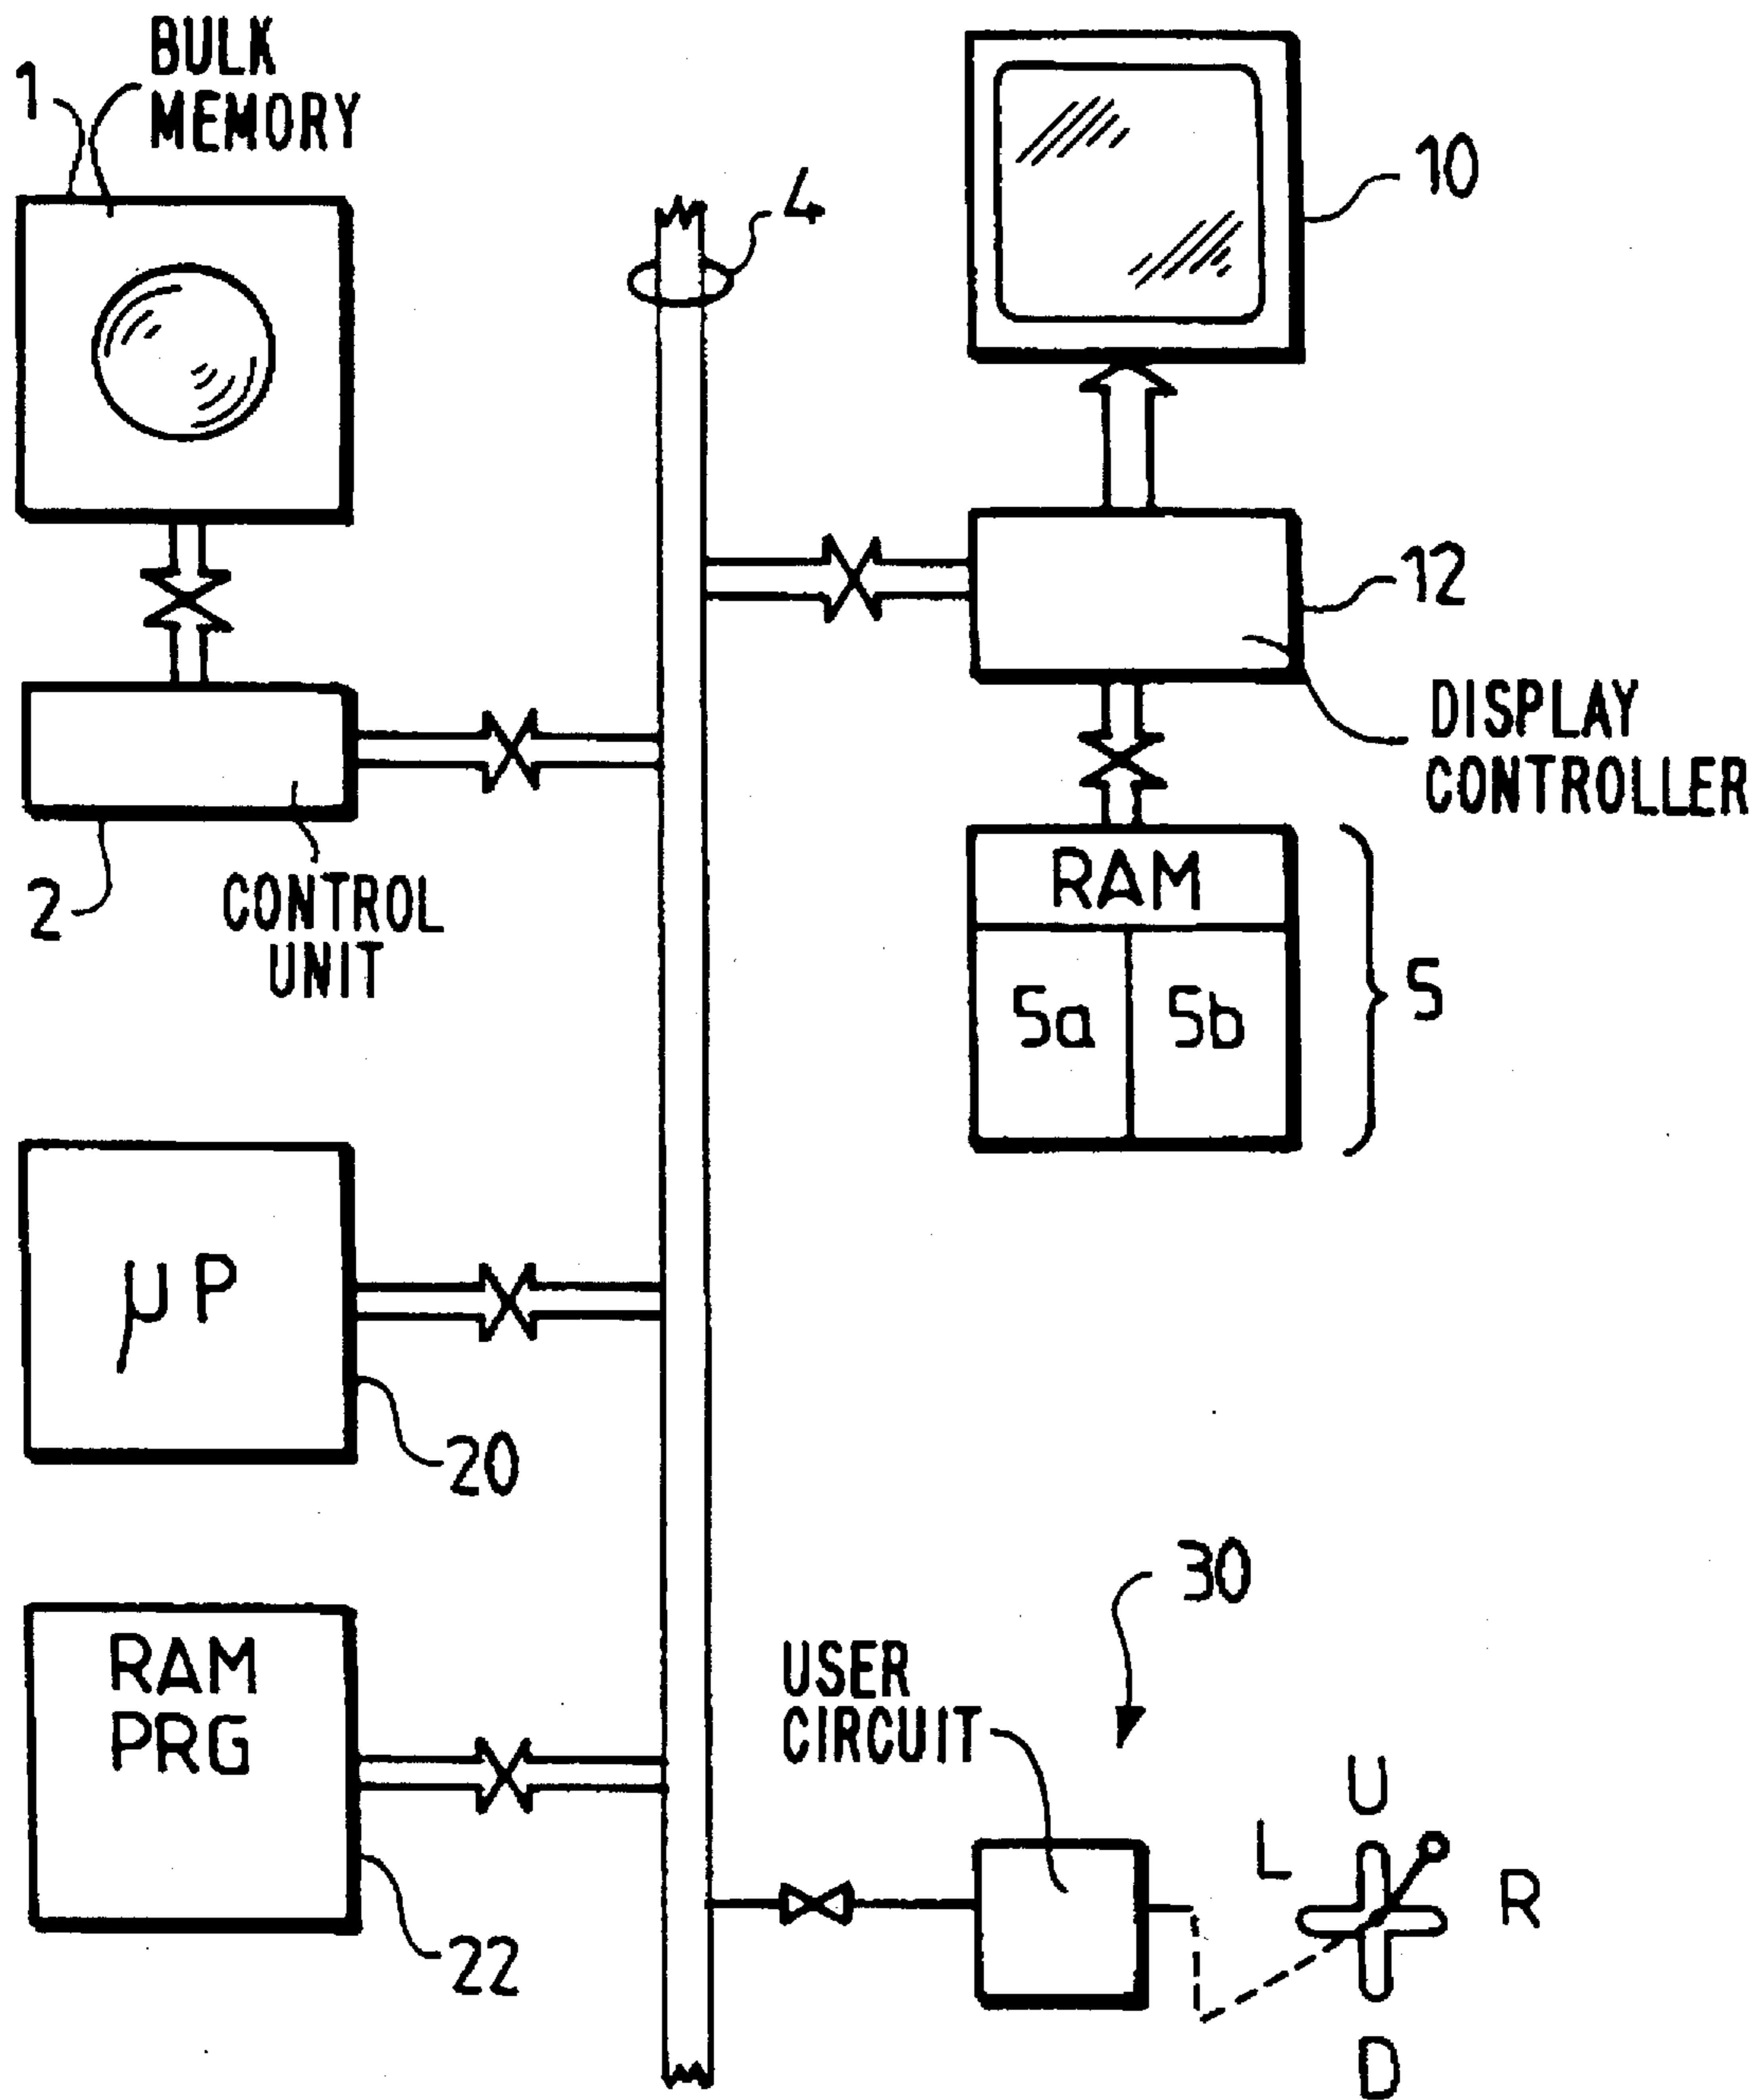 1
BULK
MEMORY
4
10
12
DISPLAY
CONTROLLER
2
CONTROL
UNIT
RAM
5a
5b
5
µP
20
RAM
PRG
22
30
USER
CIRCUIT
U
L
R
D